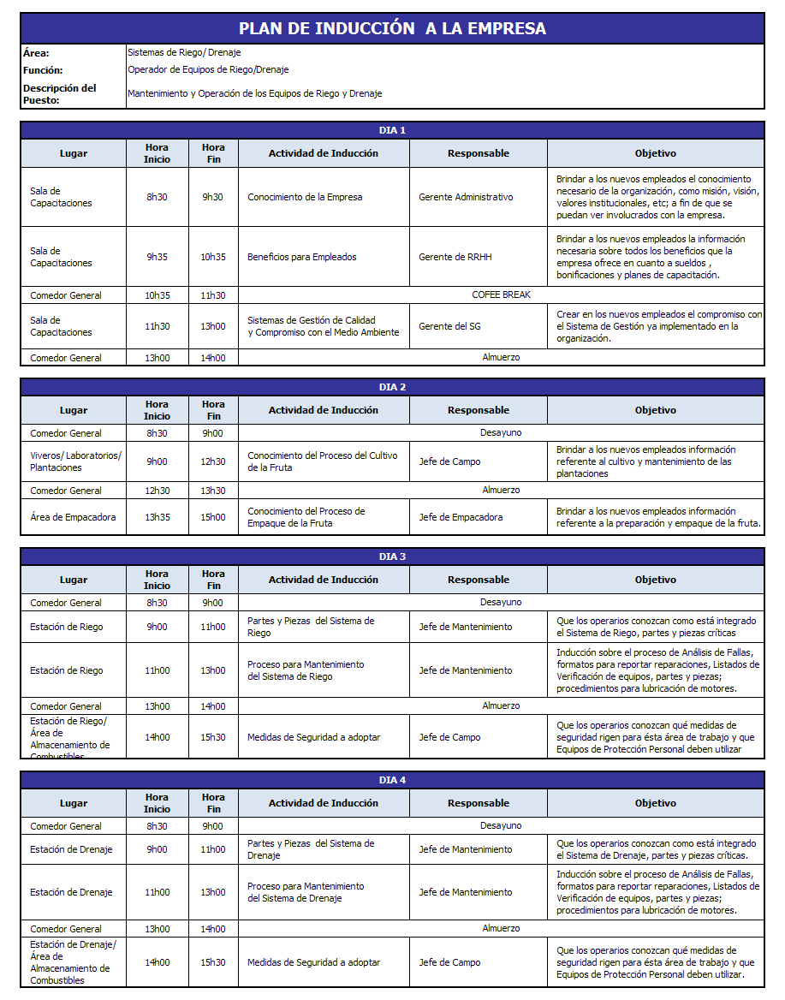 PLAN DE INDUCCIÓN  A LA EMPRESA
Área: Sistemas de Riego/ Drenaje
Función: Operador de Equipos de Riego/Drenaje
Descripción del
Puesto:
Mantenimiento y Operación de los Equipos de Riego y Drenaje
DIA 1
Lugar
Hora
Inicio
Hora
Fin
Actividad de Inducción
Responsable
Objetivo
Sala de
Capacitaciones
8h30
9h30
Conocimiento de la Empresa
Gerente Administrativo
Brindar a los nuevos empleados el conocimiento
necesario de la organización, como misión, visión,
valores institucionales, etc; a fin de que se
puedan ver involucrados con la empresa.
Sala de
Capacitaciones
9h35
10h35
Beneficios para Empleados
Gerente de RRHH
Brindar a los nuevos empleados la información
necesaria sobre todos los beneficios que la
empresa ofrece en cuanto a sueldos ,
bonificaciones y planes de capacitación.
Comedor General
10h35
11h30
COFEE BREAK
Sala de
Capacitaciones
11h30
13h00
Sistemas de Gestión de Calidad
y Compromiso con el Medio Ambiente
Gerente del SG
Crear en los nuevos empleados el compromiso con
el Sistema de Gestión ya implementado en la
organización.
Comedor General
13h00
14h00
Almuerzo
DIA 2
Lugar
Hora
Inicio
Hora
Fin
Actividad de Inducción
Responsable
Objetivo
Comedor General
8h30
9h00
Desayuno
Viveros/ Laboratorios/
Plantaciones
9h00
12h30
Conocimiento del Proceso del Cultivo
de la Fruta
Jefe de Campo
Brindar a los nuevos empleados información
referente al cultivo y mantenimiento de las
plantaciones
Comedor General
12h30
13h30
Almuerzo
Área de Empacadora
13h35
15h00
Conocimiento del Proceso de
Empaque de la Fruta
Jefe de Empacadora
Brindar a los nuevos empleados información
referente a la preparación y empaque de la fruta.
DIA 3
Lugar
Hora
Inicio
Hora
Fin
Actividad de Inducción
Responsable
Objetivo
Comedor General
8h30
9h00
Desayuno
Estación de Riego
9h00
11h00
Partes y Piezas  del Sistema de
Riego
Jefe de Mantenimiento
Que los operarios conozcan como está integrado
el Sistema de Riego, partes y piezas críticas
Estación de Riego
11h00
13h00
Proceso para Mantenimiento
del Sistema de Riego
Jefe de Mantenimiento
Inducción sobre el proceso de Análisis de Fallas,
formatos para reportar reparaciones, Listados de
Verificación de equipos, partes y piezas;
procedimientos para lubricación de motores.
Comedor General
13h00
14h00
Almuerzo
Estación de Riego/
Área de
Almacenamiento de
Combustibles
14h00
15h30
Medidas de Seguridad a adoptar
Jefe de Campo
Que los operarios conozcan qué medidas de
seguridad rigen para ésta área de trabajo y que
Equipos de Protección Personal deben utilizar
DIA 4
Lugar
Hora
Inicio
Hora
Fin
Actividad de Inducción
Responsable
Objetivo
Comedor General
8h30
9h00
Desayuno
Estación de Drenaje
9h00
11h00
Partes y Piezas  del Sistema de
Drenaje
Jefe de Mantenimiento
Que los operarios conozcan como está integrado
el Sistema de Drenaje, partes y piezas críticas.
Estación de Drenaje
11h00
13h00
Proceso para Mantenimiento
del Sistema de Drenaje
Jefe de Mantenimiento
Inducción sobre el proceso de Análisis de Fallas,
formatos para reportar reparaciones, Listados de
Verificación de equipos, partes y piezas;
procedimientos para lubricación de motores.
Comedor General
13h00
14h00
Almuerzo
Estación de Drenaje/
Área de
Almacenamiento de
Combustibles
14h00
15h30
Medidas de Seguridad a adoptar
Jefe de Campo
Que los operarios conozcan qué medidas de
seguridad rigen para ésta área de trabajo y que
Equipos de Protección Personal deben utilizar.